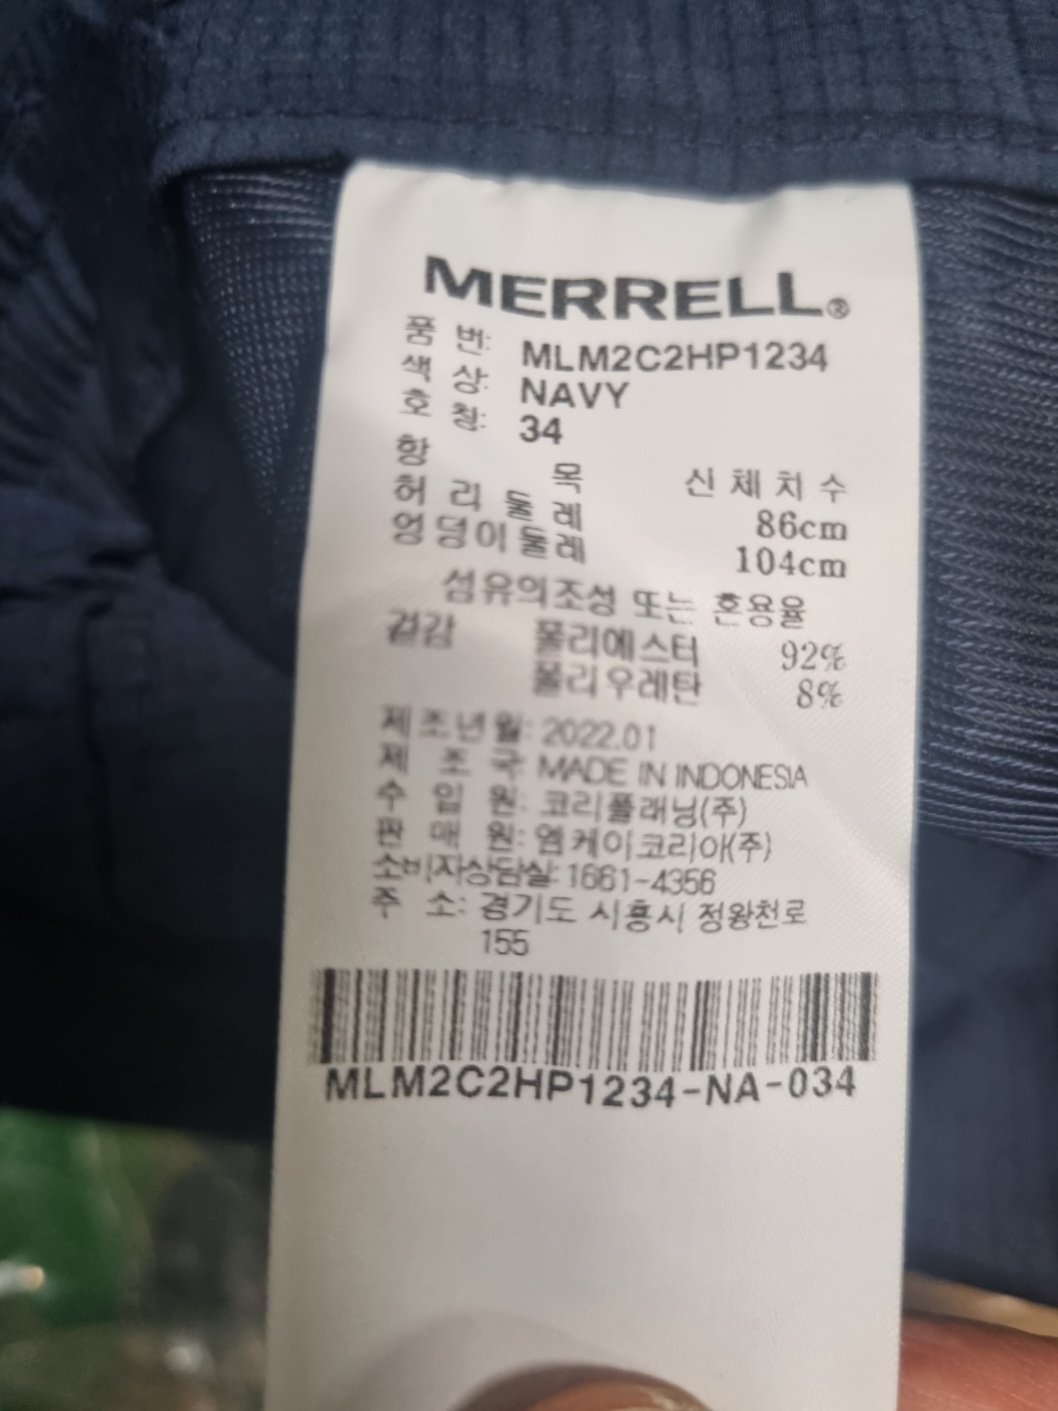 MERRELL®
품 번: MLM2C2HP1234
색 상: NAVY
호 칭: 34
항 목 신 체 치 수
허 리 둘 레 86cm
엉덩이둘레 104cm
섬유의조성 또는 혼용율
겉감 폴리에스터 92%
폴리우레탄 8%
제조년월: 2022.01
제 조 국: MADE IN INDONESIA
수 입 원: 코리플래닝(주)
판 매 원: 엠케이코리아(주)
소비자상담실: 1661-4356
주 소: 경기도 시흥시 정왕천로
155
MLM2C2HP1234-NA-034